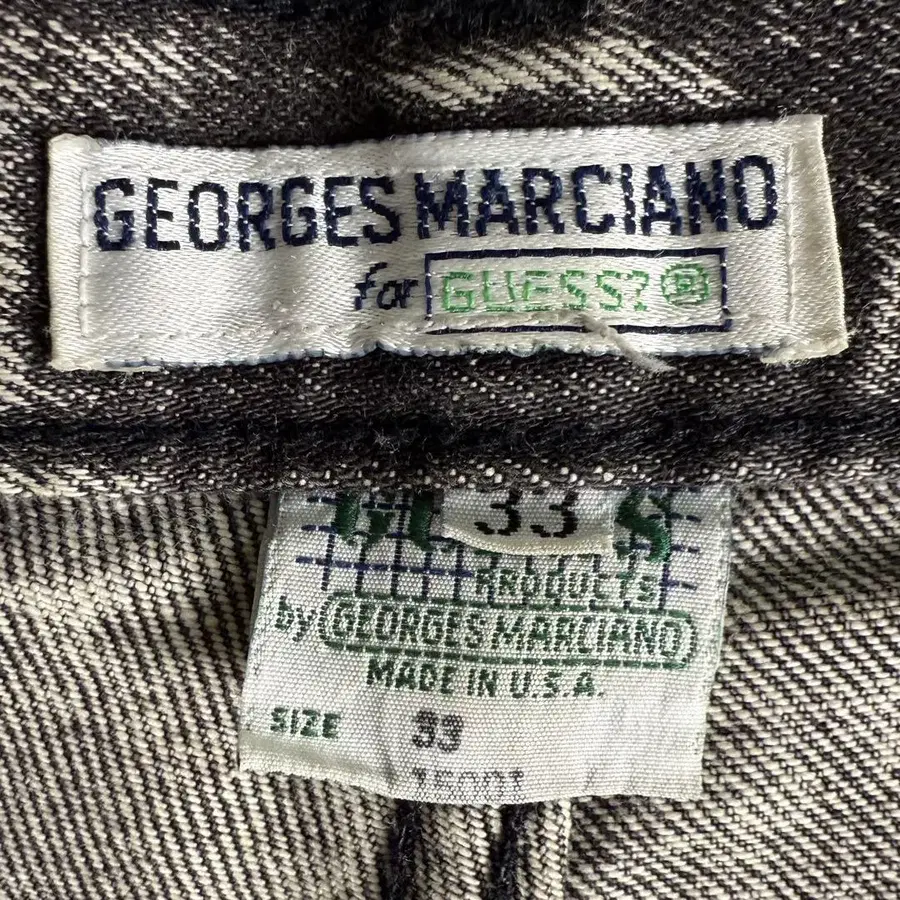 GEORGES MARCIANO
for GUESS? ®
33
PRODUCTS
by GEORGES MARCIANO
MADE IN U.S.A.
SIZE 33